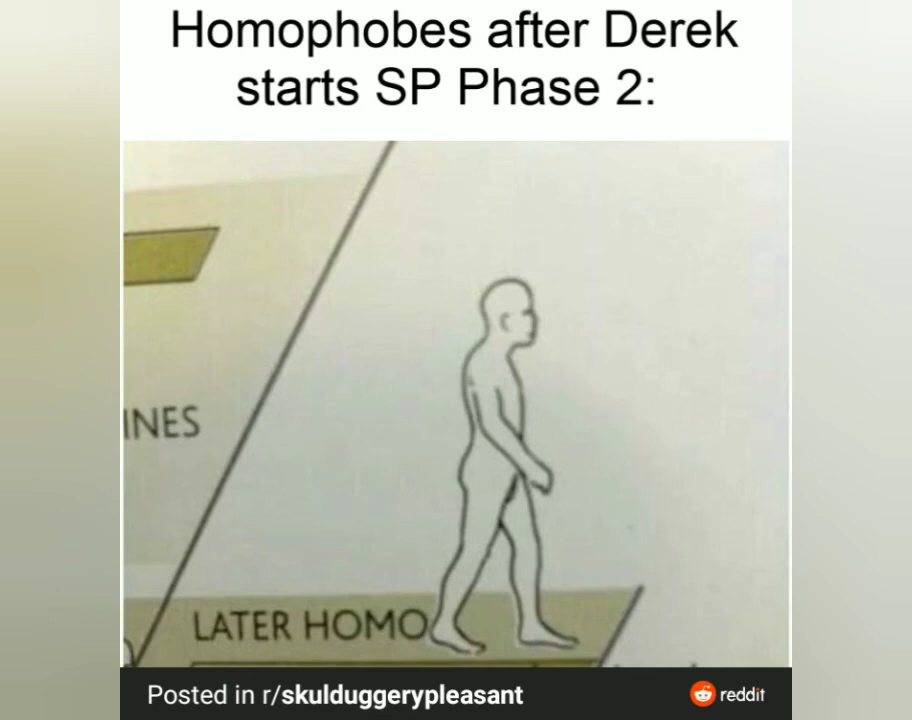 Homophobes after Derek
starts SP Phase 2:
INES
LATER HOMO
Posted in r/skulduggerypleasant
reddit